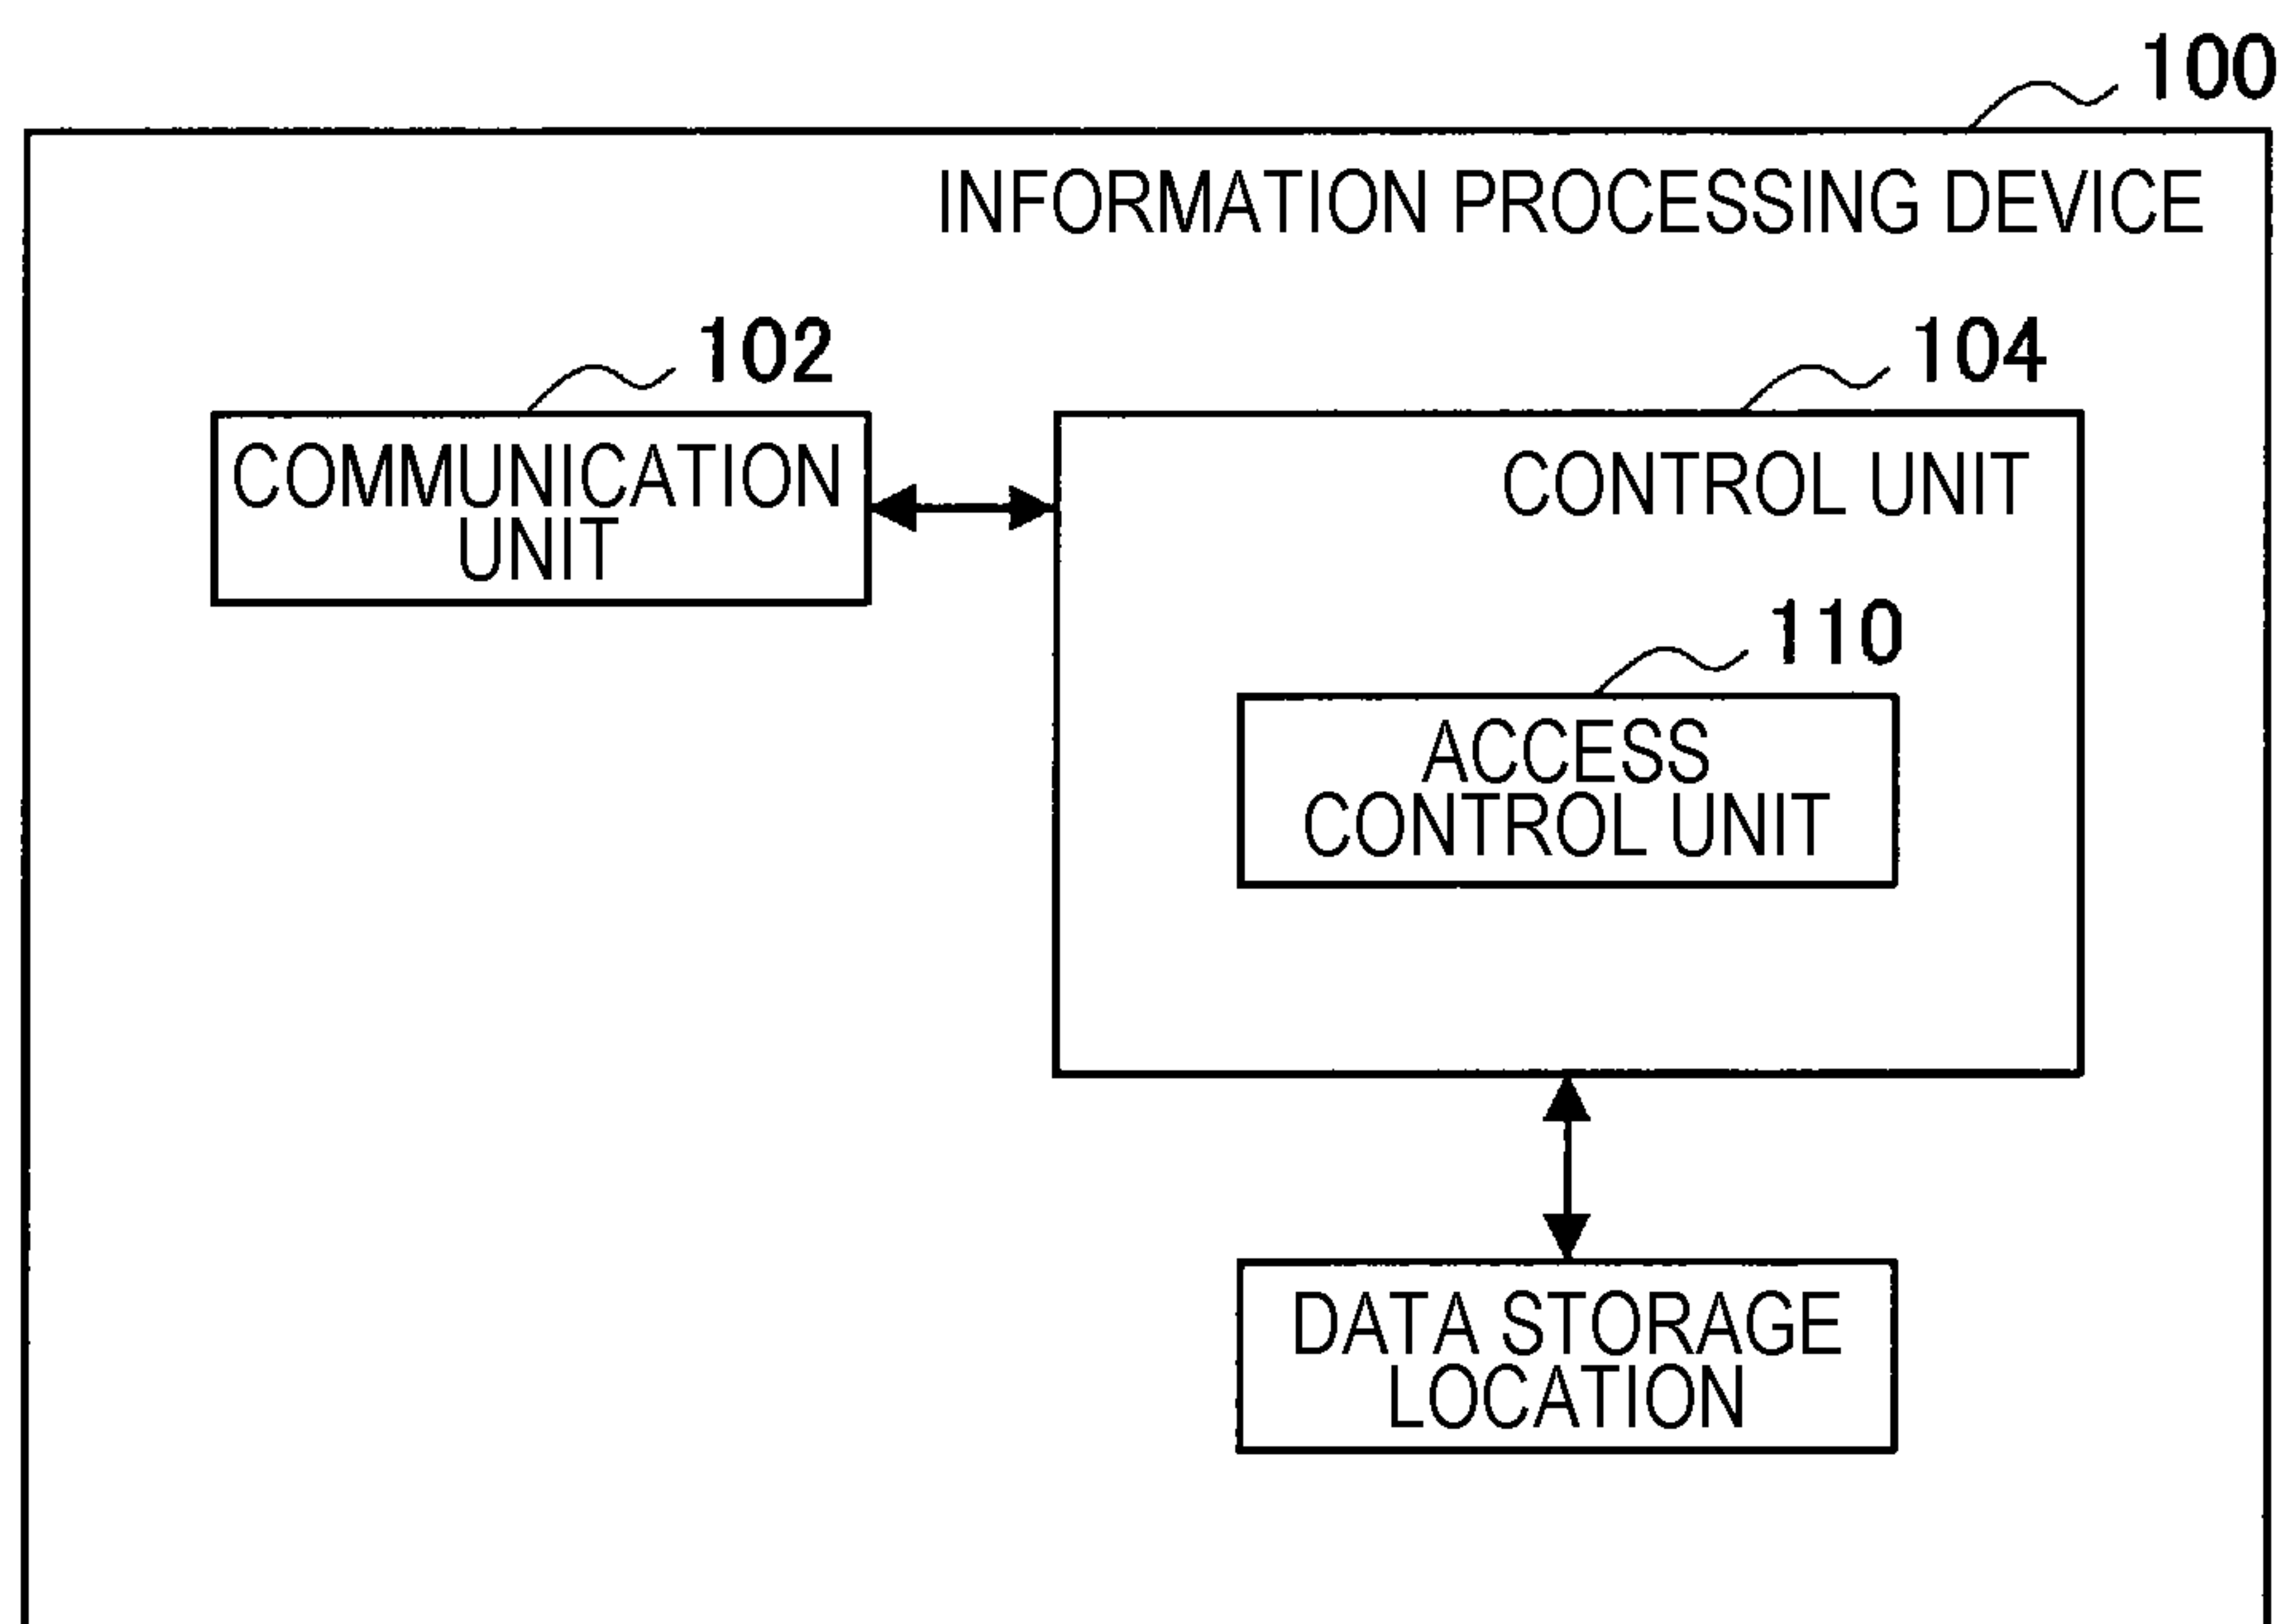 100
INFORMATION PROCESSING DEVICE
102
104
COMMUNICATION
UNIT
CONTROL UNIT
110
ACCESS
CONTROL UNIT
DATA STORAGE
LOCATION